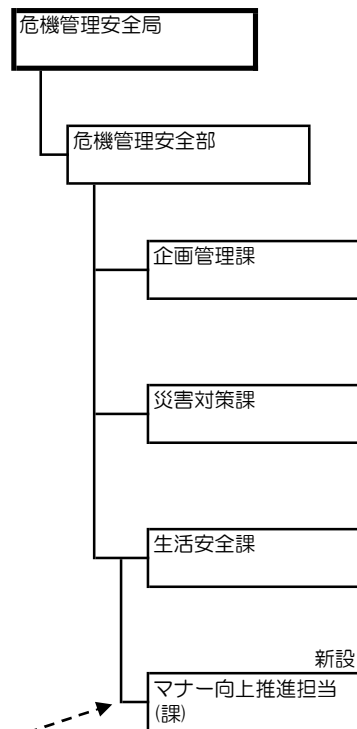 危機管理安全局
危機管理安全部
企画管理課
災害対策課
生活安全課
新設
マナー向上推進担当
(課)